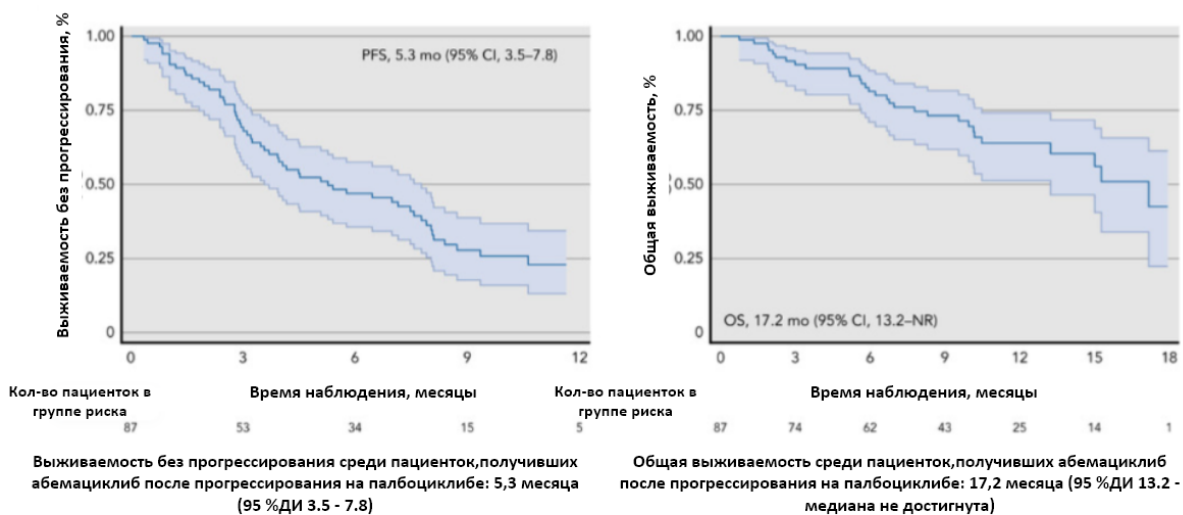 Выживаемость без прогрессирования, %
1.00
0.75
0.50
0.25
0
PFS, 5.3 mo (95% CI, 3.5–7.8)
0 3 6 9 12
Время наблюдения, месяцы
Кол-во пациенток в
группе риска
87 53 34 15 5
Выживаемость без прогрессирования среди пациенток,получивших
абемациклиб после прогрессирования на палбоциклибе: 5,3 месяца
(95 %ДИ 3.5 - 7.8)
Общая выживаемость, %
1.00
0.75
0.50
0.25
0
OS, 17.2 mo (95% CI, 13.2–NR)
0 3 6 9 12 15 18
Время наблюдения, месяцы
Кол-во пациенток в
группе риска
87 74 62 43 25 14 1
Общая выживаемость среди пациенток,получивших абемациклиб
после прогрессирования на палбоциклибе: 17,2 месяца (95 %ДИ 13.2 -
медиана не достигнута)